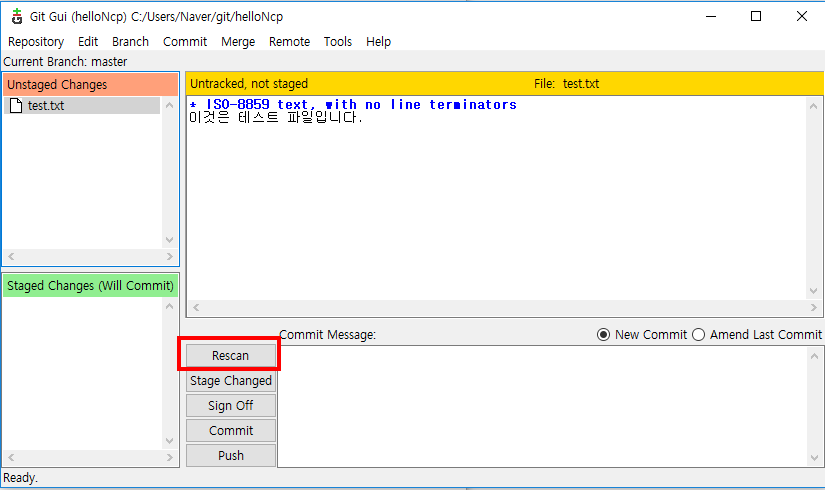 Git Gui (helloNcp) C:/Users/Naver/git/helloNcp
Repository Edit Branch Commit Merge Remote Tools Help
Current Branch: master
Unstaged Changes
test.txt
Untracked, not staged File: test.txt
* ISO-8859 text, with no line terminators
이것은 테스트 파일입니다.
Staged Changes (Will Commit)
Commit Message: New Commit Amend Last Commit
Rescan
Stage Changed
Sign Off
Commit
Push
Ready.